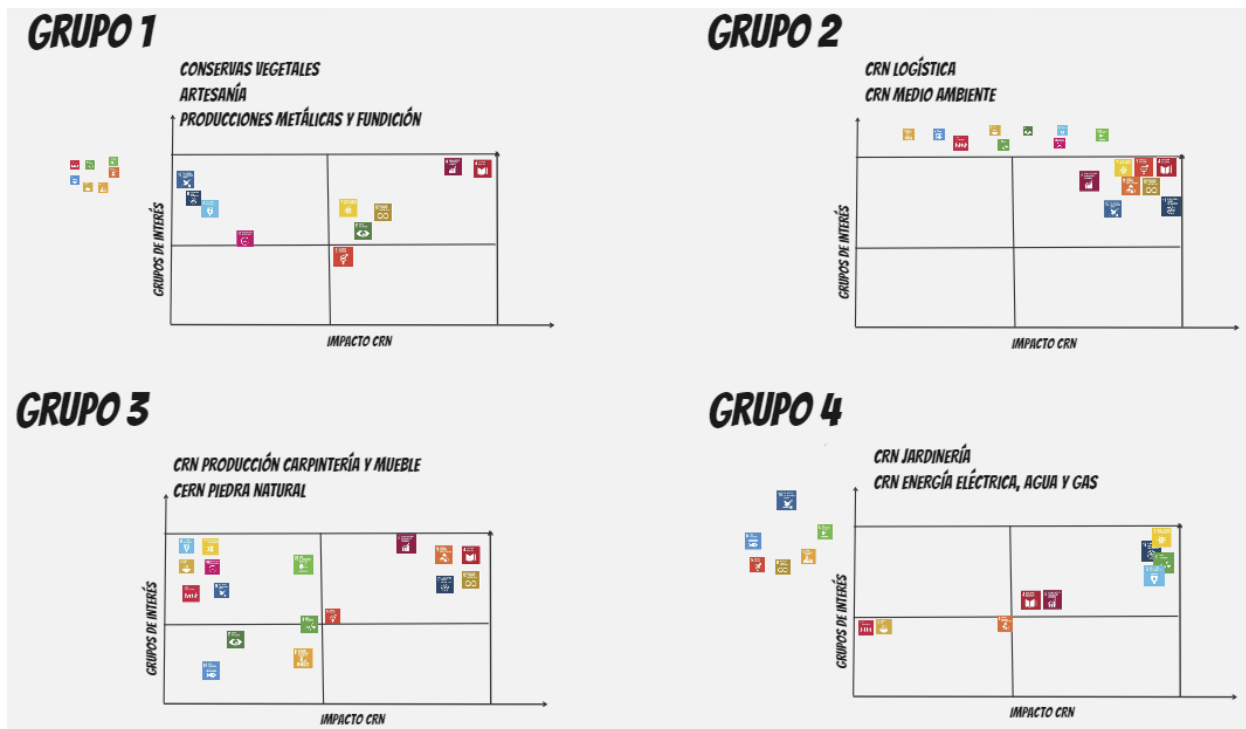 GRUPO 1
CONSERVAS VEGETALES
ARTESANÍA
PRODUCCIONES METÁLICAS Y FUNDICIÓN
GRUPOS DE INTERÉS
IMPACTO CRN
GRUPO 2
CRN LOGÍSTICA
CRN MEDIO AMBIENTE
GRUPOS DE INTERÉS
IMPACTO CRN
GRUPO 3
CRN PRODUCCIÓN CARPINTERÍA Y MUEBLE
CERN PIEDRA NATURAL
GRUPOS DE INTERÉS
IMPACTO CRN
GRUPO 4
CRN JARDINERÍA
CRN ENERGÍA ELÉCTRICA, AGUA Y GAS
GRUPOS DE INTERÉS
IMPACTO CRN